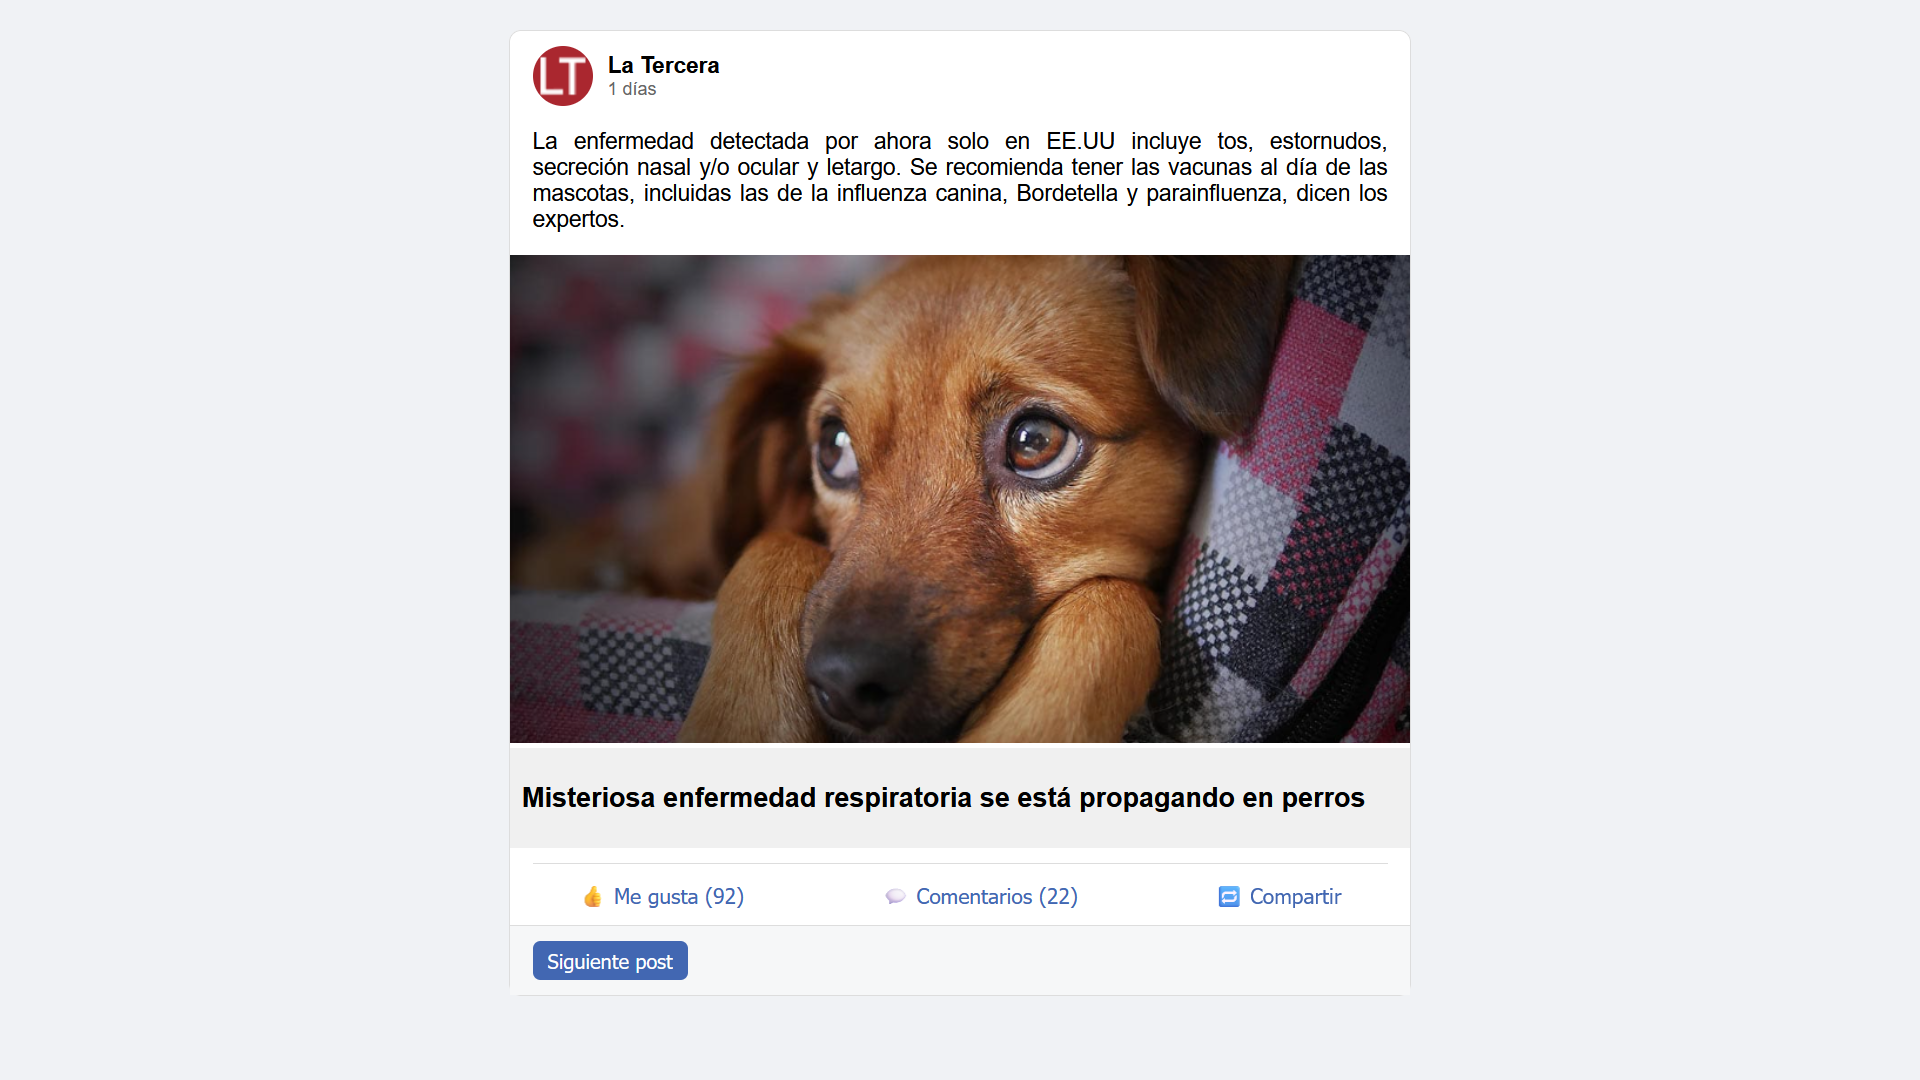 LT
La Tercera
1 días
La enfermedad detectada por ahora solo en EE.UU incluye tos, estornudos,
secreción nasal y/o ocular y letargo. Se recomienda tener las vacunas al día de las
mascotas, incluidas las de la influenza canina, Bordetella y parainfluenza, dicen los
expertos.
Misteriosa enfermedad respiratoria se está propagando en perros
👍 Me gusta (92)
💬 Comentarios (22)
🔁 Compartir
Siguiente post